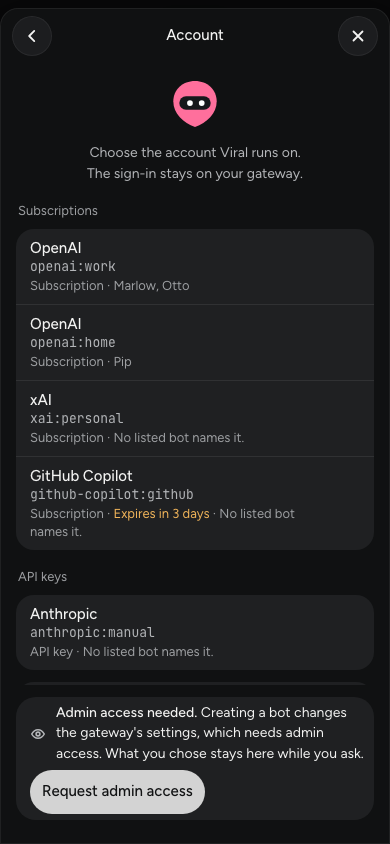 Account
Choose the account Viral runs on.
The sign-in stays on your gateway.
Subscriptions
OpenAI
openai:work
Subscription · Marlow, Otto
OpenAI
openai:home
Subscription · Pip
xAI
xai:personal
Subscription · No listed bot names it.
GitHub Copilot
github-copilot:github
Subscription · Expires in 3 days · No listed bot
names it.
API keys
Anthropic
anthropic:manual
API key · No listed bot names it.
Admin access needed. Creating a bot changes
the gateway's settings, which needs admin
access. What you chose stays here while you ask.
Request admin access